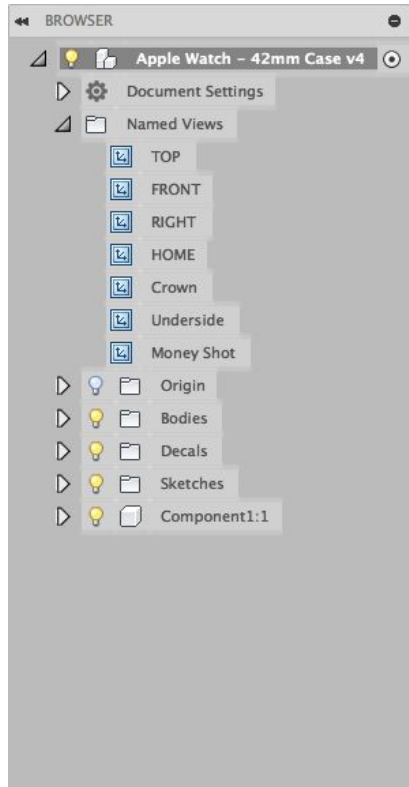 BROWSER
Apple Watch – 42mm Case v4
Document Settings
Named Views
TOP
FRONT
RIGHT
HOME
Crown
Underside
Money Shot
Origin
Bodies
Decals
Sketches
Component1:1